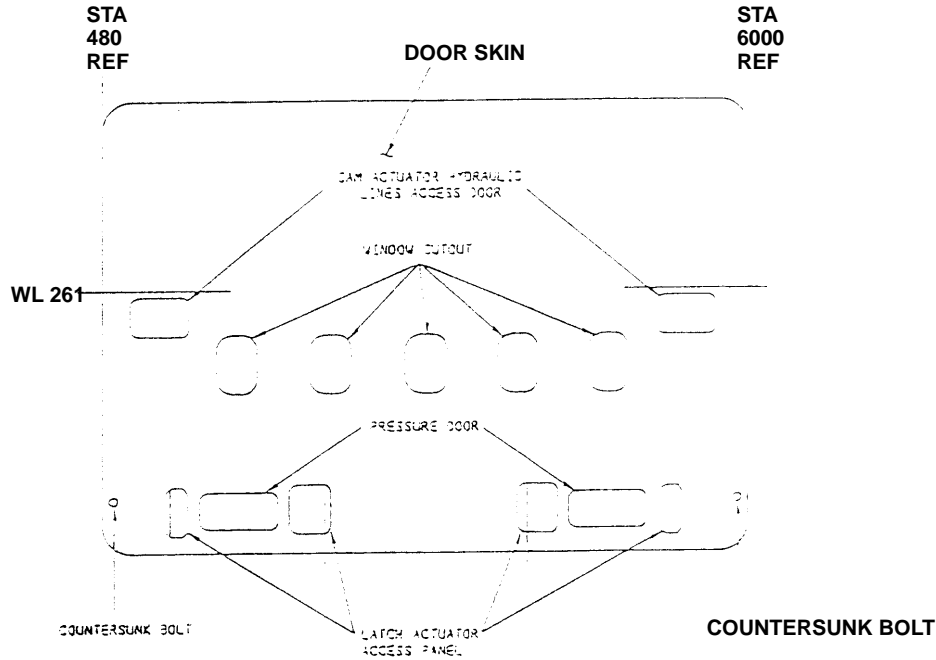 STA
480
REF
STA
6000
REF
DOOR SKIN
CAM ACTUATOR HYDRAULIC
LINES ACCESS DOOR
WINDOW CUTOUT
WL 261
PRESSURE DOOR
COUNTERSUNK BOLT
LATCH ACTUATOR
ACCESS PANEL
COUNTERSUNK BOLT